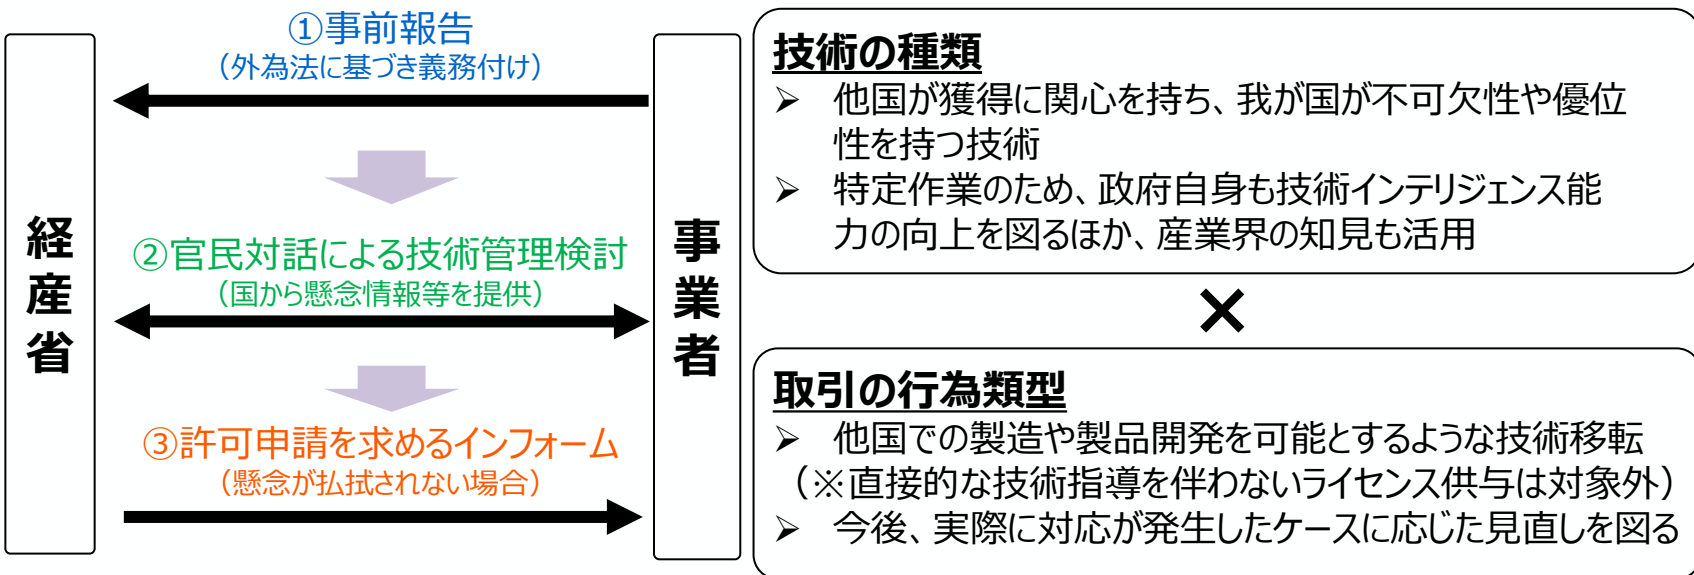 経産省
①事前報告
（外為法に基づき義務付け）
②官民対話による技術管理検討
（国から懸念情報等を提供）
③許可申請を求めるインフォーム
（懸念が払拭されない場合）
事業者
技術の種類
➢ 他国が獲得に関心を持ち、我が国が不可欠性や優位
性を持つ技術
➢ 特定作業のため、政府自身も技術インテリジェンス能
力の向上を図るほか、産業界の知見も活用
×
取引の行為類型
➢ 他国での製造や製品開発を可能とするような技術移転
（※直接的な技術指導を伴わないライセンス供与は対象外）
➢ 今後、実際に対応が発生したケースに応じた見直しを図る